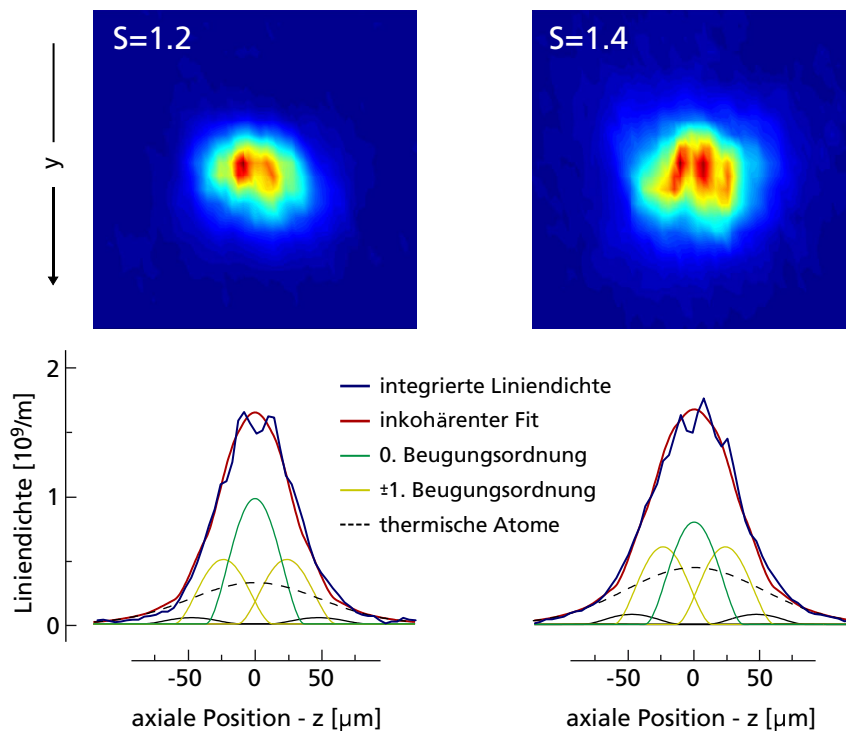 S=1.2
S=1.4
y
2
1
0
Liniendichte [10⁹/m]
integrierte Liniendichte
inkohärenter Fit
0. Beugungsordnung
±1. Beugungsordnung
thermische Atome
-50 0 50
-50 0 50
axiale Position - z [µm]
axiale Position - z [µm]